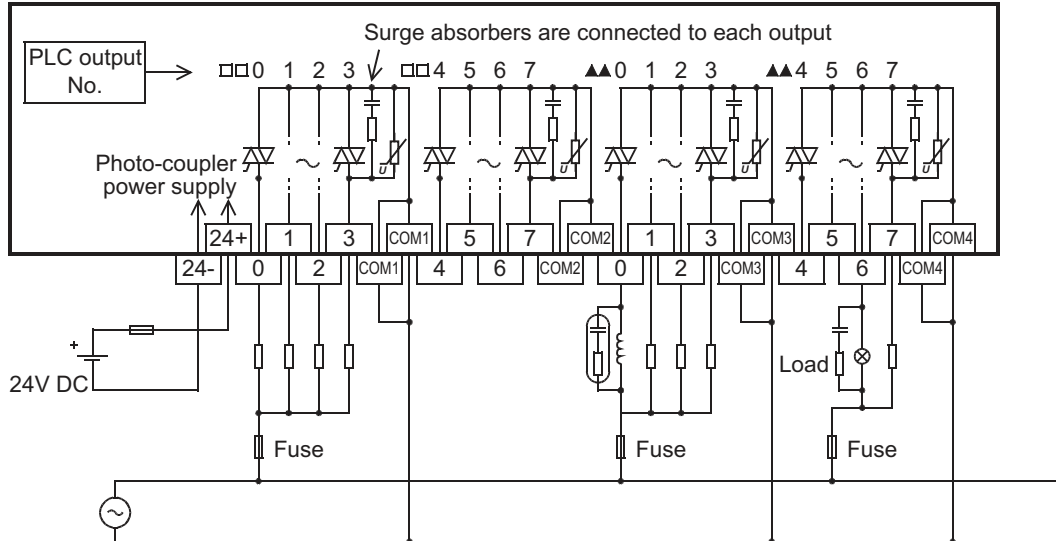 Surge absorbers are connected to each output
PLC output
No.
□□0 1 2 3 □□4 5 6 7 ▲▲0 1 2 3 ▲▲4 5 6 7
Photo-coupler
power supply
U U U U
24+ 1 3 COM1 5 7 COM2 1 3 COM3 5 7 COM4
24- 0 2 COM1 4 6 COM2 0 2 COM3 4 6 COM4
+
24V DC
Load
Fuse Fuse Fuse